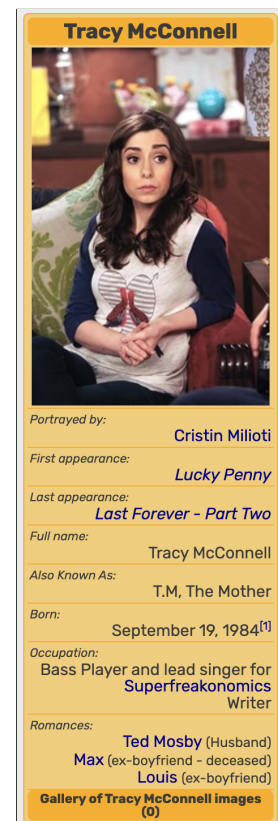 Tracy McConnell
Portrayed by:
Cristin Milioti
First appearance:
Lucky Penny
Last appearance:
Last Forever - Part Two
Full name:
Tracy McConnell
Also Known As:
T.M, The Mother
Born:
September 19, 1984[1]
Occupation:
Bass Player and lead singer for
Superfreakonomics
Writer
Romances:
Ted Mosby (Husband)
Max (ex-boyfriend - deceased)
Louis (ex-boyfriend)
Gallery of Tracy McConnell images
(0)